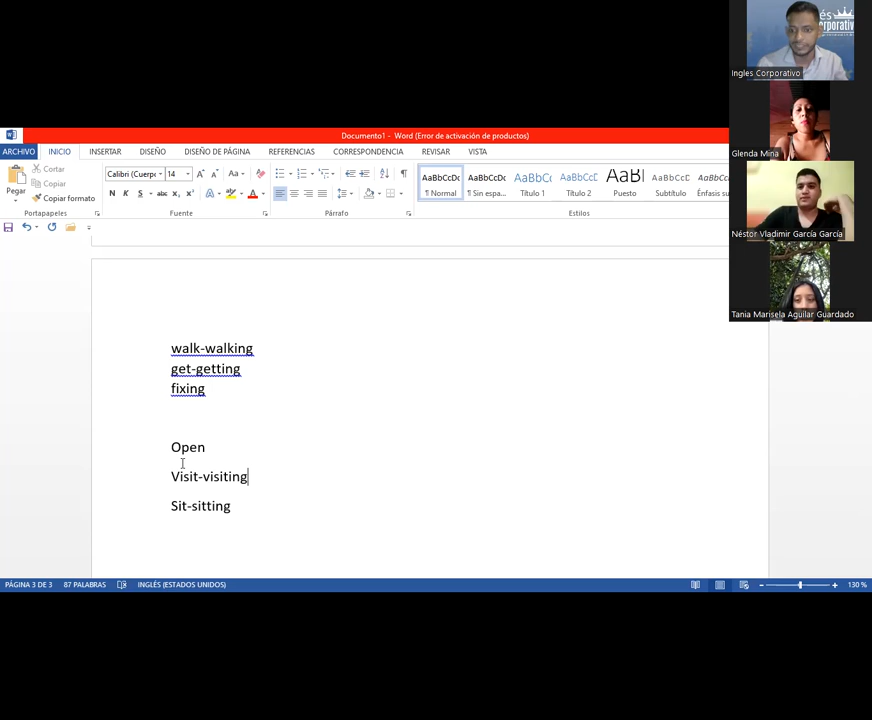 és
rporativo
Ingles Corporativo
Glenda Mina
Néstor Vladimir García García
Tania Marisela Aguilar Guardado
Documento1 - Word (Error de activación de productos)
ARCHIVO INICIO INSERTAR DISEÑO DISEÑO DE PÁGINA REFERENCIAS CORRESPONDENCIA REVISAR VISTA
Pegar
Cortar
Copiar
Copiar formato
Portapapeles
Calibri (Cuerpo 14
N K S abc x₂ x²
Fuente
Párrafo
AaBbCcDc AaBbCcDc AaBbCc AaBbCcC AaBl AaBbCcC AaBbCcDc
¶ Normal ¶ Sin espa... Título 1 Título 2 Puesto Subtítulo Énfasis su
Estilos
walk-walking
get-getting
fixing
Open
Visit-visiting
Sit-sitting
PÁGINA 3 DE 3 87 PALABRAS INGLÉS (ESTADOS UNIDOS) 130 %